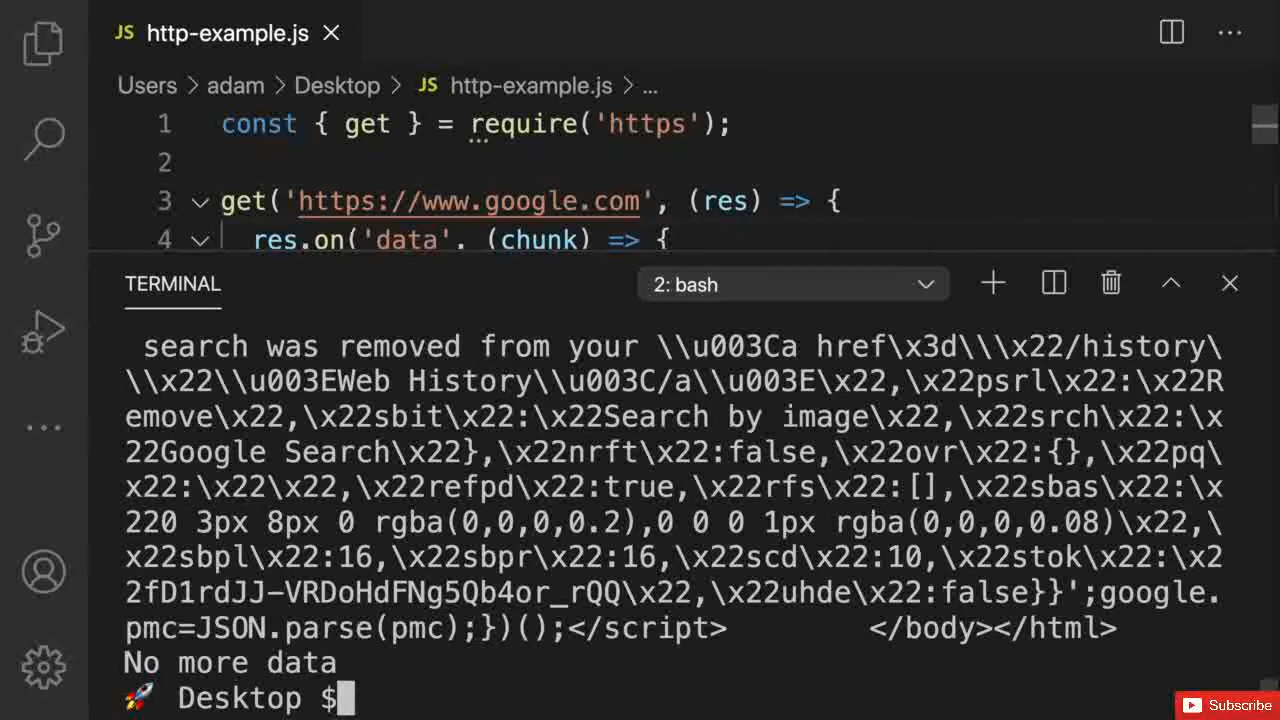 JS http-example.js
Users > adam > Desktop > JS http-example.js > ...
1 const { get } = require('https');
2
3 get('https://www.google.com', (res) => {
4 res.on('data', (chunk) => {
TERMINAL
2: bash
search was removed from your \\u003Ca href\x3d\\\x22/history\
\\x22\\u003EWeb History\\u003C/a\\u003E\x22,\x22psrl\x22:\x22R
emove\x22,\x22sbit\x22:\x22Search by image\x22,\x22srch\x22:\x
22Google Search\x22},\x22nrft\x22:false,\x22ovr\x22:{},\x22pq\
x22:\x22\x22,\x22refpd\x22:true,\x22rfs\x22:[],\x22sbas\x22:\x
220 3px 8px 0 rgba(0,0,0,0.2),0 0 0 1px rgba(0,0,0,0.08)\x22,\
x22sbpl\x22:16,\x22sbpr\x22:16,\x22scd\x22:10,\x22stok\x22:\x2
2fD1rdJJ-VRDoHdFNg5Qb4or_rQQ\x22,\x22uhde\x22:false}}';google.
pmc=JSON.parse(pmc);})();</script> </body></html>
No more data
🚀 Desktop $
Subscribe